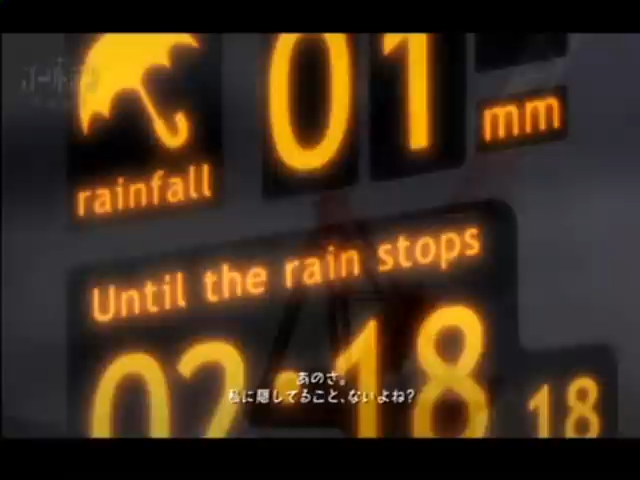 01
mm
rainfall
Until the rain stops
02:18
18
あのさ。
私に隠してること、ないよね?